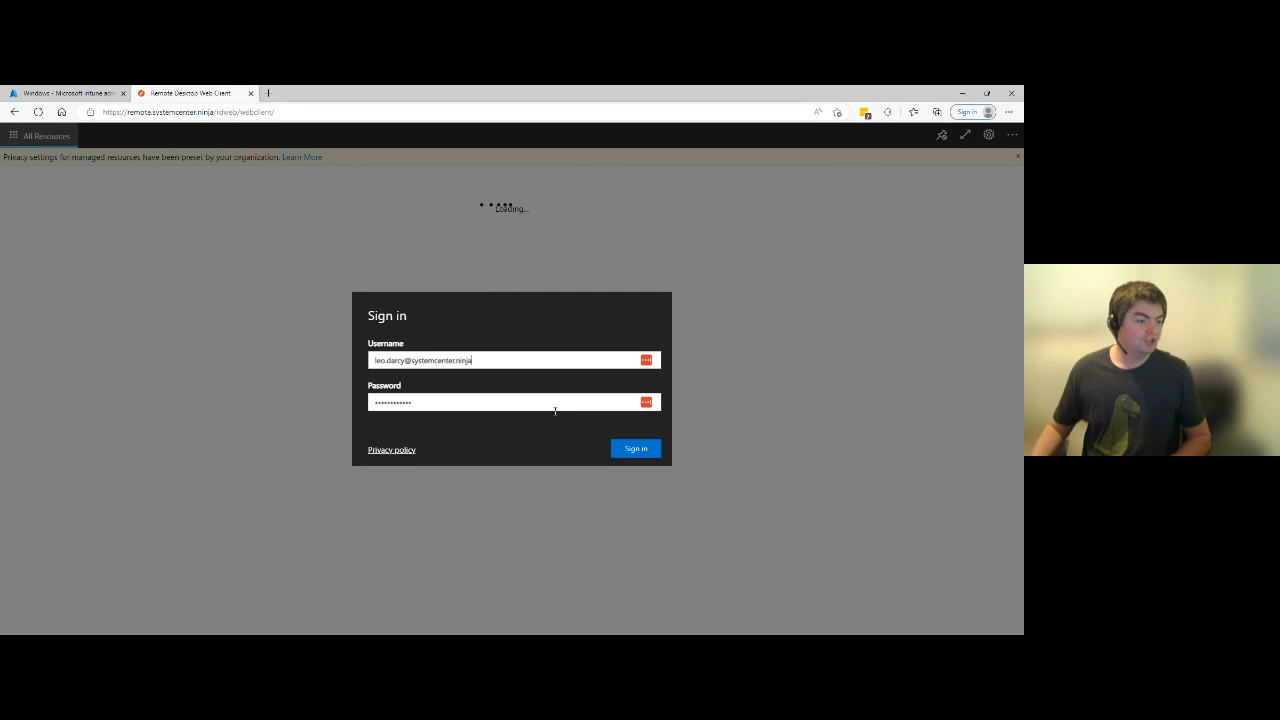 Windows - Microsoft Intune adm
Remote Desktop Web Client
https://remote.systemcenter.ninja/rdweb/webclient/
Sign in
All Resources
Privacy settings for managed resources have been preset by your organization. Learn More
Loading...
Sign in
Username
leo.darcy@systemcenter.ninja
Password
••••••••••••
Privacy policy
Sign in